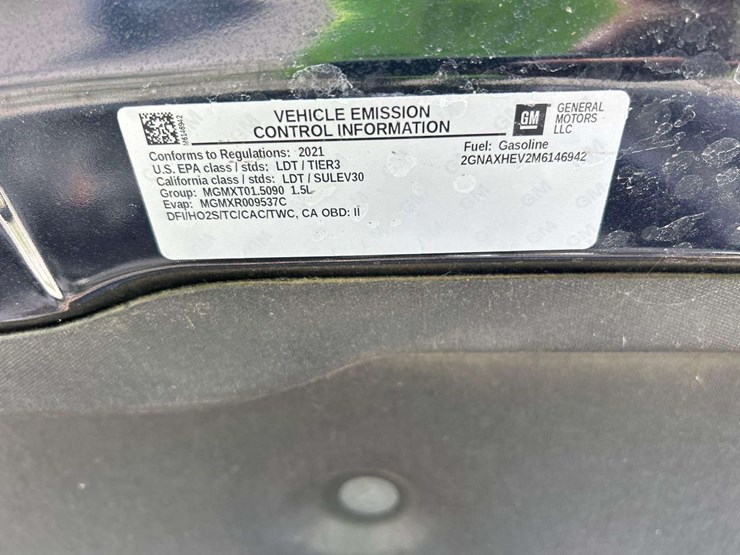 M6146942
VEHICLE EMISSION
CONTROL INFORMATION
GM
GENERAL
MOTORS
LLC
Conforms to Regulations: 2021
U.S. EPA class / stds: LDT / TIER3
California class / stds: LDT / SULEV30
Group: MGMXT01.5090 1.5L
Evap: MGMXR009537C
DFI/HO2S/TC/CAC/TWC, CA OBD: II
Fuel: Gasoline
2GNAXHEV2M6146942